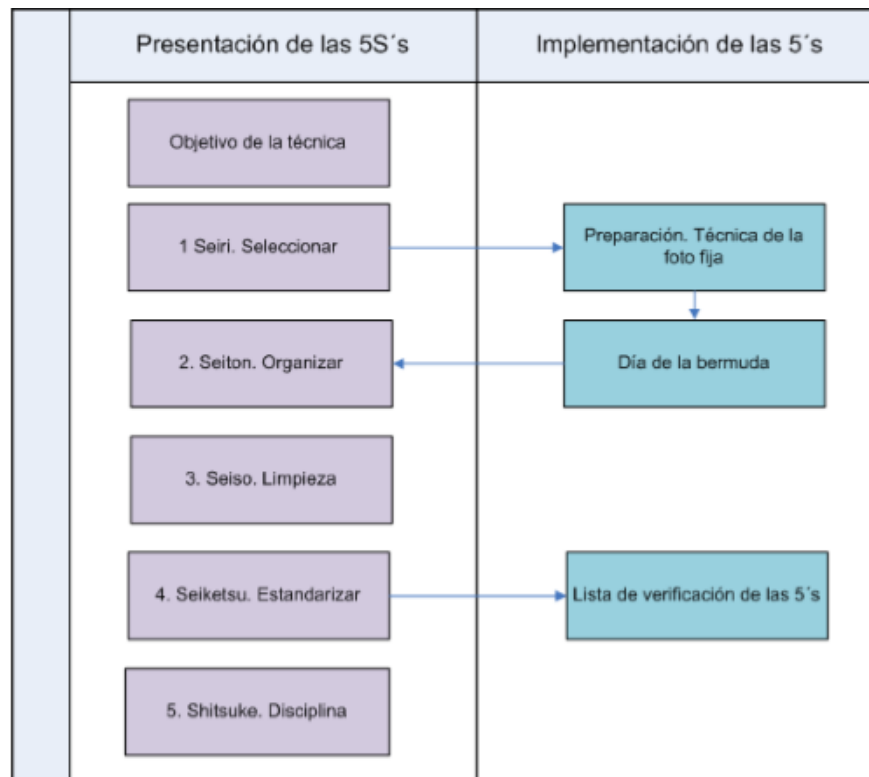 Presentación de las 5S´s
Implementación de las 5´s
Objetivo de la técnica
1 Seiri. Seleccionar
Preparación. Técnica de la
foto fija
2. Seiton. Organizar
Día de la bermuda
3. Seiso. Limpieza
4. Seiketsu. Estandarizar
Lista de verificación de las 5´s
5. Shitsuke. Disciplina